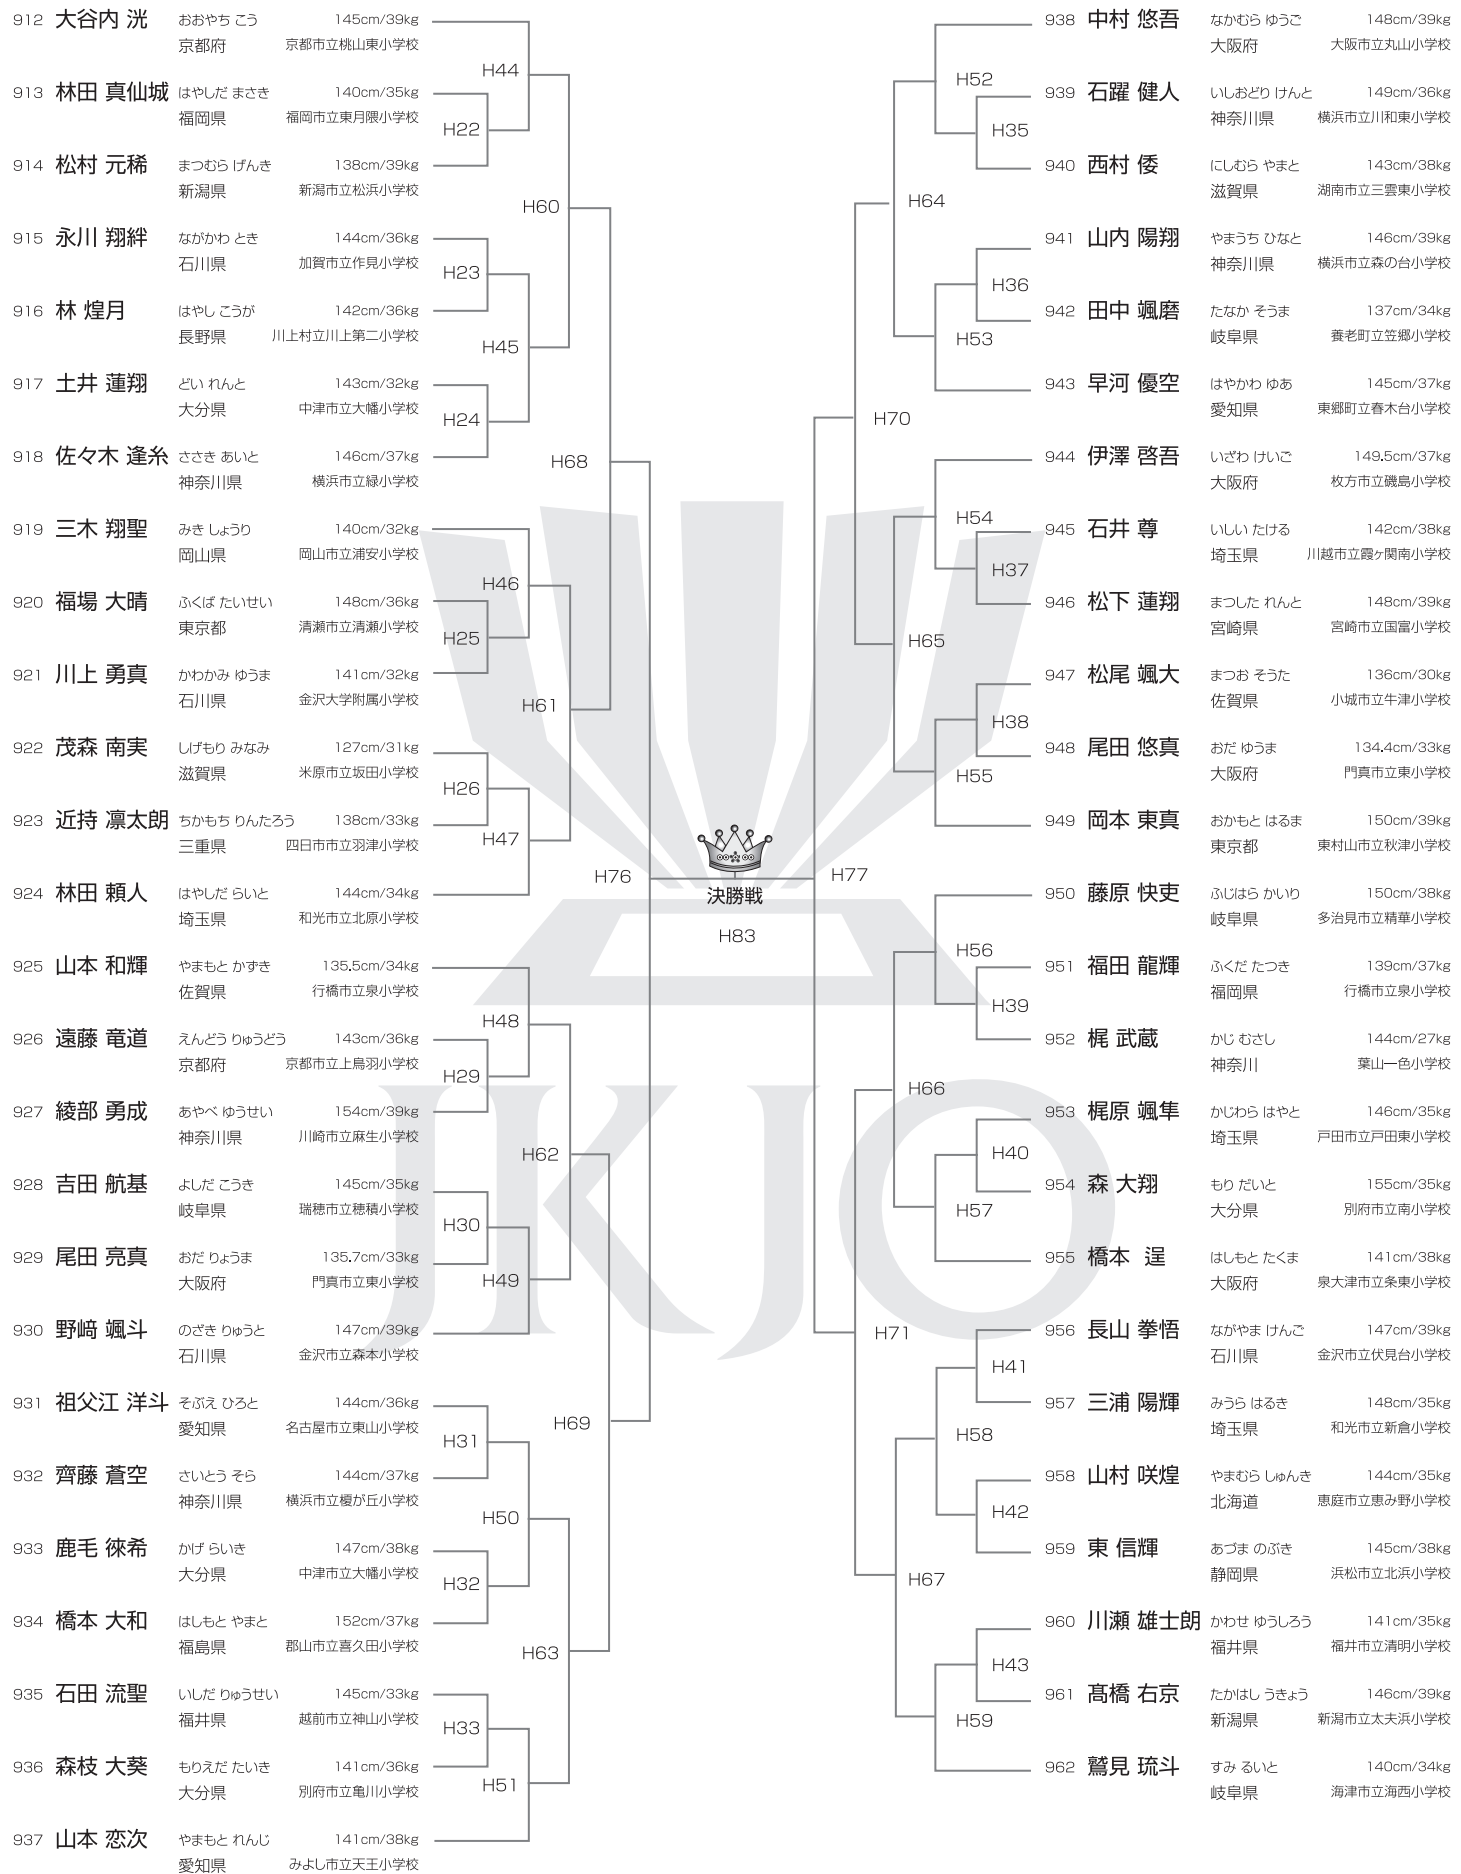 912 大谷内 洸 おおやち こう 145cm/39kg
京都府 京都市立桃山東小学校
H44
913 林田 真仙城 はやしだ まさき 140cm/35kg
福岡県 福岡市立東月隈小学校
H22
914 松村 元稀 まつむら げんき 138cm/39kg
新潟県 新潟市立松浜小学校
H60
915 永川 翔絆 ながかわ とき 144cm/36kg
石川県 加賀市立作見小学校
H23
916 林 煌月 はやし こうが 142cm/36kg
長野県 川上村立川上第二小学校
H45
917 土井 蓮翔 どい れんと 143cm/32kg
大分県 中津市立大幡小学校
H24
918 佐々木 逢糸 ささき あいと 146cm/37kg
神奈川県 横浜市立緑小学校
H68
919 三木 翔聖 みき しょうり 140cm/32kg
岡山県 岡山市立浦安小学校
H46
920 福場 大晴 ふくば たいせい 148cm/36kg
東京都 清瀬市立清瀬小学校
H25
921 川上 勇真 かわかみ ゆうま 141cm/32kg
石川県 金沢大学附属小学校
H61
922 茂森 南実 しげもり みなみ 127cm/31kg
滋賀県 米原市立坂田小学校
H26
923 近持 凛太朗 ちかもち りんたろう 138cm/33kg
三重県 四日市市立羽津小学校
H47
924 林田 頼人 はやしだ らいと 144cm/34kg
埼玉県 和光市立北原小学校
H76
925 山本 和輝 やまもと かずき 135.5cm/34kg
佐賀県 行橋市立泉小学校
H48
926 遠藤 竜道 えんどう りゅうどう 143cm/36kg
京都府 京都市立上鳥羽小学校
H29
927 綾部 勇成 あやべ ゆうせい 154cm/39kg
神奈川県 川崎市立麻生小学校
H62
928 吉田 航基 よしだ こうき 145cm/35kg
岐阜県 瑞穂市立穂積小学校
H30
929 尾田 亮真 おだ りょうま 135.7cm/33kg
大阪府 門真市立東小学校
H49
930 野﨑 颯斗 のざき りゅうと 147cm/39kg
石川県 金沢市立森本小学校
931 祖父江 洋斗 そぶえ ひろと 144cm/36kg
愛知県 名古屋市立東山小学校
H69
H31
932 齊藤 蒼空 さいとう そら 144cm/37kg
神奈川県 横浜市立榎が丘小学校
H50
933 鹿毛 徠希 かげ らいき 147cm/38kg
大分県 中津市立大幡小学校
H32
934 橋本 大和 はしもと やまと 152cm/37kg
福島県 郡山市立喜久田小学校
H63
935 石田 流聖 いしだ りゅうせい 145cm/33kg
福井県 越前市立神山小学校
H33
936 森枝 大葵 もりえだ たいき 141cm/36kg
大分県 別府市立亀川小学校
H51
937 山本 恋次 やまもと れんじ 141cm/38kg
愛知県 みよし市立天王小学校
決勝戦
H83
JKJO
938 中村 悠吾 なかむら ゆうご 148cm/39kg
大阪府 大阪市立丸山小学校
H52
939 石躍 健人 いしおどり けんと 149cm/36kg
神奈川県 横浜市立川和東小学校
H35
940 西村 倭 にしむら やまと 143cm/38kg
滋賀県 湖南市立三雲東小学校
H64
941 山内 陽翔 やまうち ひなと 146cm/39kg
神奈川県 横浜市立森の台小学校
H36
942 田中 颯磨 たなか そうま 137cm/34kg
岐阜県 養老町立笠郷小学校
H53
943 早河 優空 はやかわ ゆあ 145cm/37kg
愛知県 東郷町立春木台小学校
H70
944 伊澤 啓吾 いざわ けいご 149.5cm/37kg
大阪府 枚方市立磯島小学校
H54
945 石井 尊 いしい たける 142cm/38kg
埼玉県 川越市立霞ヶ関南小学校
H37
946 松下 蓮翔 まつした れんと 148cm/39kg
宮崎県 宮崎市立国富小学校
H65
947 松尾 颯大 まつお そうた 136cm/30kg
佐賀県 小城市立牛津小学校
H38
948 尾田 悠真 おだ ゆうま 134.4cm/33kg
大阪府 門真市立東小学校
H55
949 岡本 東真 おかもと はるま 150cm/39kg
東京都 東村山市立秋津小学校
H77
950 藤原 快吏 ふじはら かいり 150cm/38kg
岐阜県 多治見市立精華小学校
H56
951 福田 龍輝 ふくだ たつき 139cm/37kg
福岡県 行橋市立泉小学校
H39
952 梶 武蔵 かじ むさし 144cm/27kg
神奈川 葉山一色小学校
H66
953 梶原 颯隼 かじわら はやと 146cm/35kg
埼玉県 戸田市立戸田東小学校
H40
954 森 大翔 もり だいと 155cm/35kg
大分県 別府市立南小学校
H57
955 橋本 逞 はしもと たくま 141cm/38kg
大阪府 泉大津市立条東小学校
H71
956 長山 拳悟 ながやま けんご 147cm/39kg
石川県 金沢市立伏見台小学校
H41
957 三浦 陽輝 みうら はるき 148cm/35kg
埼玉県 和光市立新倉小学校
H58
958 山村 咲煌 やまむら しゅんき 144cm/35kg
北海道 恵庭市立恵み野小学校
H42
959 東 信輝 あづま のぶき 145cm/38kg
静岡県 浜松市立北浜小学校
H67
960 川瀬 雄士朗 かわせ ゆうしろう 141cm/35kg
福井県 福井市立清明小学校
H43
961 髙橋 右京 たかはし うきょう 146cm/39kg
新潟県 新潟市立太夫浜小学校
H59
962 鷲見 琉斗 すみ るいと 140cm/34kg
岐阜県 海津市立海西小学校